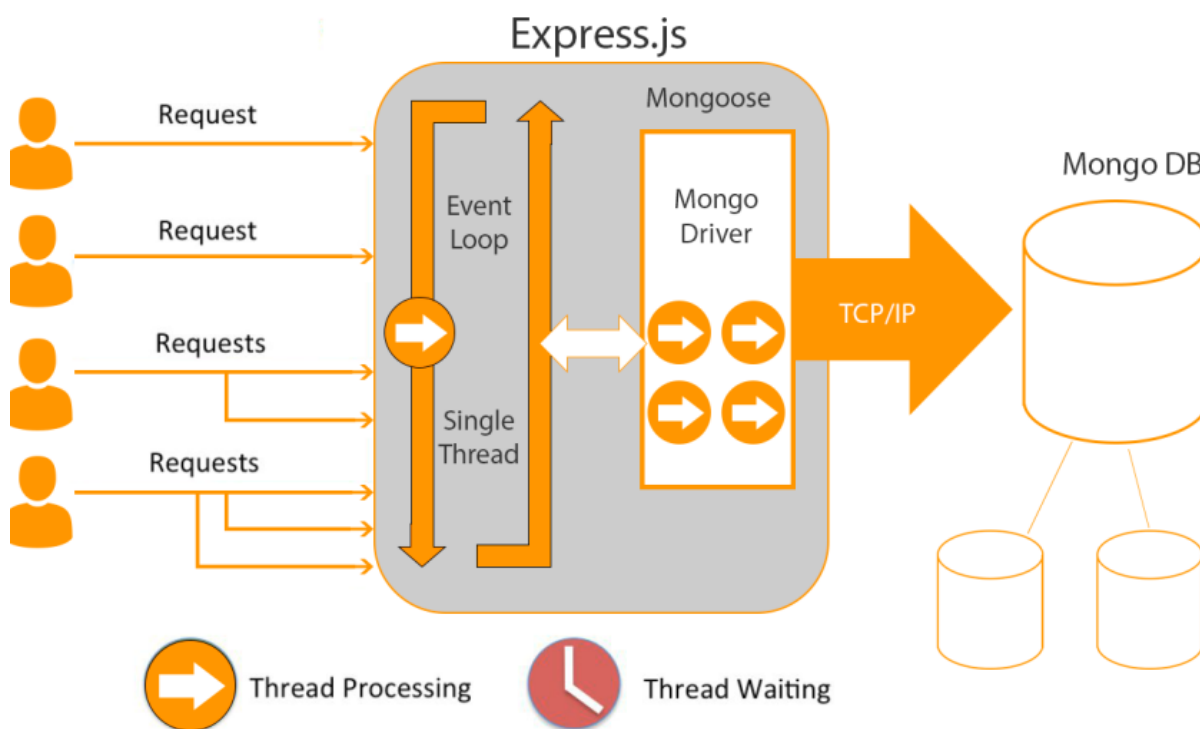 Express.js
Request
Mongoose
Mongo DB
Event
Loop
Mongo
Driver
Request
TCP/IP
Requests
Single
Thread
Requests
Thread Processing
Thread Waiting